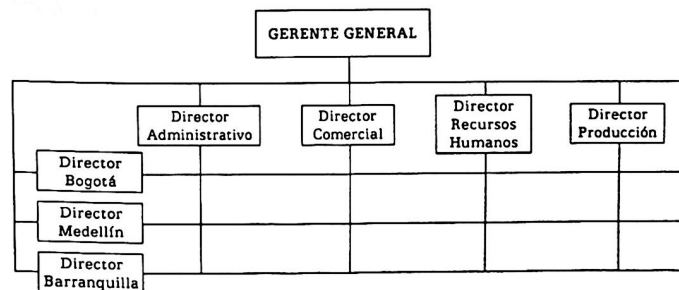 GERENTE GENERAL
Director
Administrativo
Director
Comercial
Director
Recursos
Humanos
Director
Producción
Director
Bogotá
Director
Medellín
Director
Barranquilla